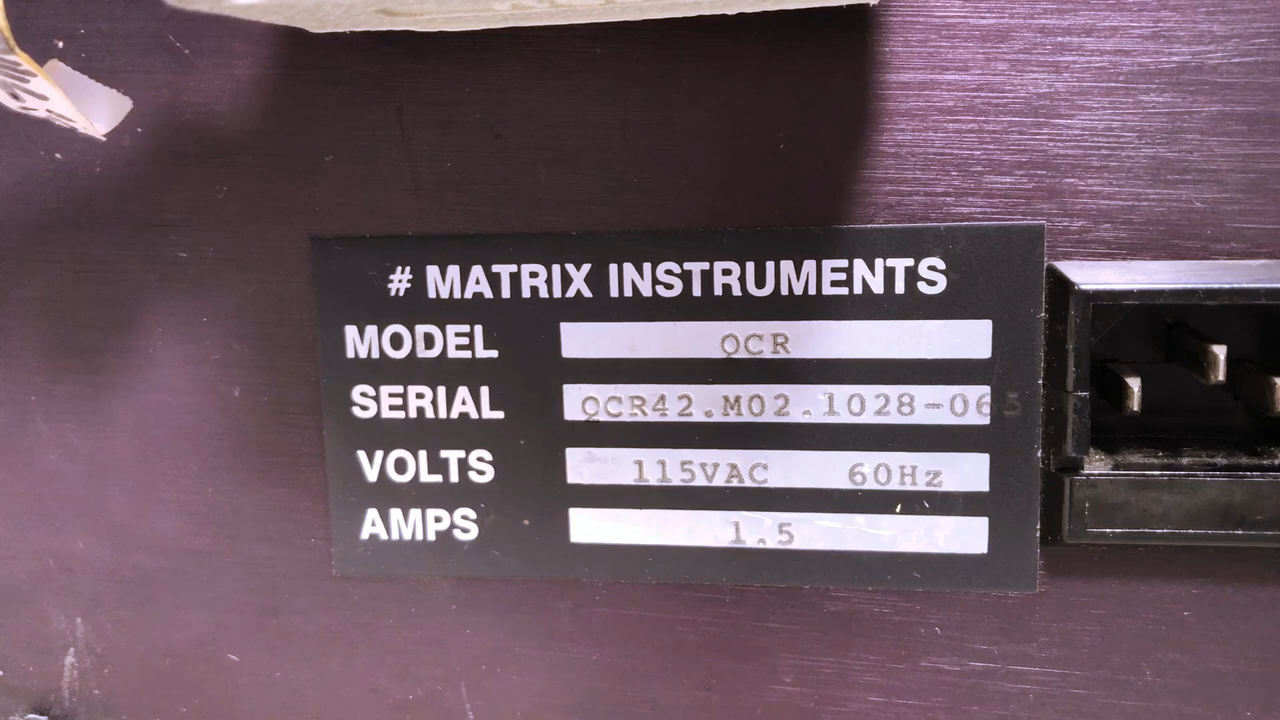 # MATRIX INSTRUMENTS
MODEL QCR
SERIAL QCR42.M02.1028-065
VOLTS 115VAC 60Hz
AMPS 1.5